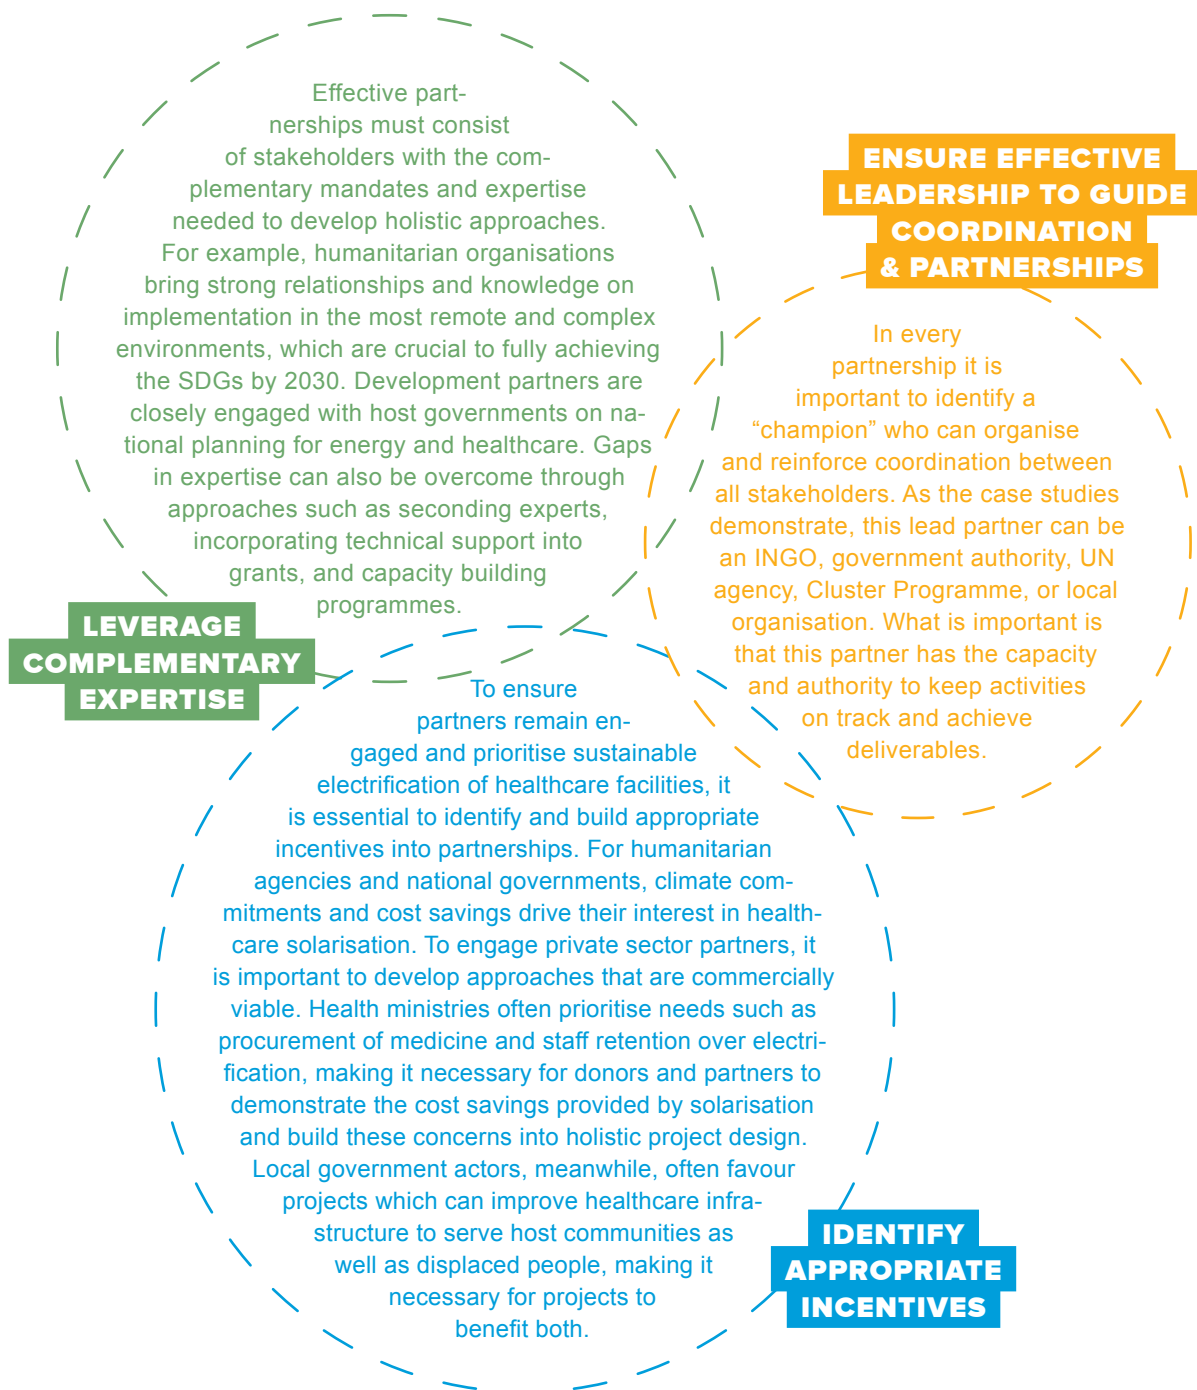 Effective part-
nerships must consist
of stakeholders with the com-
plementary mandates and expertise
needed to develop holistic approaches.
For example, humanitarian organisations
bring strong relationships and knowledge on
implementation in the most remote and complex
environments, which are crucial to fully achieving
the SDGs by 2030. Development partners are
closely engaged with host governments on na-
tional planning for energy and healthcare. Gaps
in expertise can also be overcome through
approaches such as seconding experts,
incorporating technical support into
grants, and capacity building
programmes.
LEVERAGE
COMPLEMENTARY
EXPERTISE
ENSURE EFFECTIVE
LEADERSHIP TO GUIDE
COORDINATION
& PARTNERSHIPS
In every
partnership it is
important to identify a
“champion” who can organise
and reinforce coordination between
all stakeholders. As the case studies
demonstrate, this lead partner can be
an INGO, government authority, UN
agency, Cluster Programme, or local
organisation. What is important is
that this partner has the capacity
and authority to keep activities
on track and achieve
deliverables.
To ensure
partners remain en-
gaged and prioritise sustainable
electrification of healthcare facilities, it
is essential to identify and build appropriate
incentives into partnerships. For humanitarian
agencies and national governments, climate com-
mitments and cost savings drive their interest in health-
care solarisation. To engage private sector partners, it
is important to develop approaches that are commercially
viable. Health ministries often prioritise needs such as
procurement of medicine and staff retention over electri-
fication, making it necessary for donors and partners to
demonstrate the cost savings provided by solarisation
and build these concerns into holistic project design.
Local government actors, meanwhile, often favour
projects which can improve healthcare infra-
structure to serve host communities as
well as displaced people, making it
necessary for projects to
benefit both.
IDENTIFY
APPROPRIATE
INCENTIVES